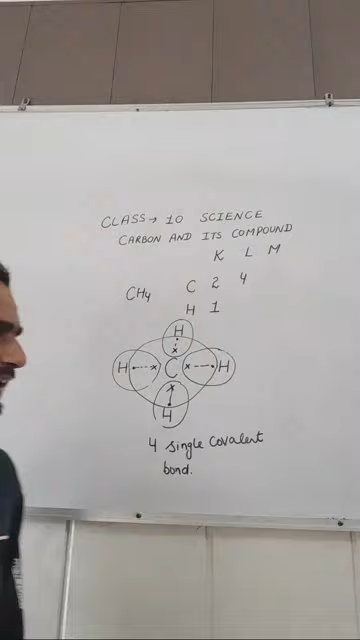 CLASS → 10 SCIENCE
CARBON AND ITS COMPOUND
K L M
CH4 C 2 4
H 1
H
H C H
H
4 single covalent
bond.